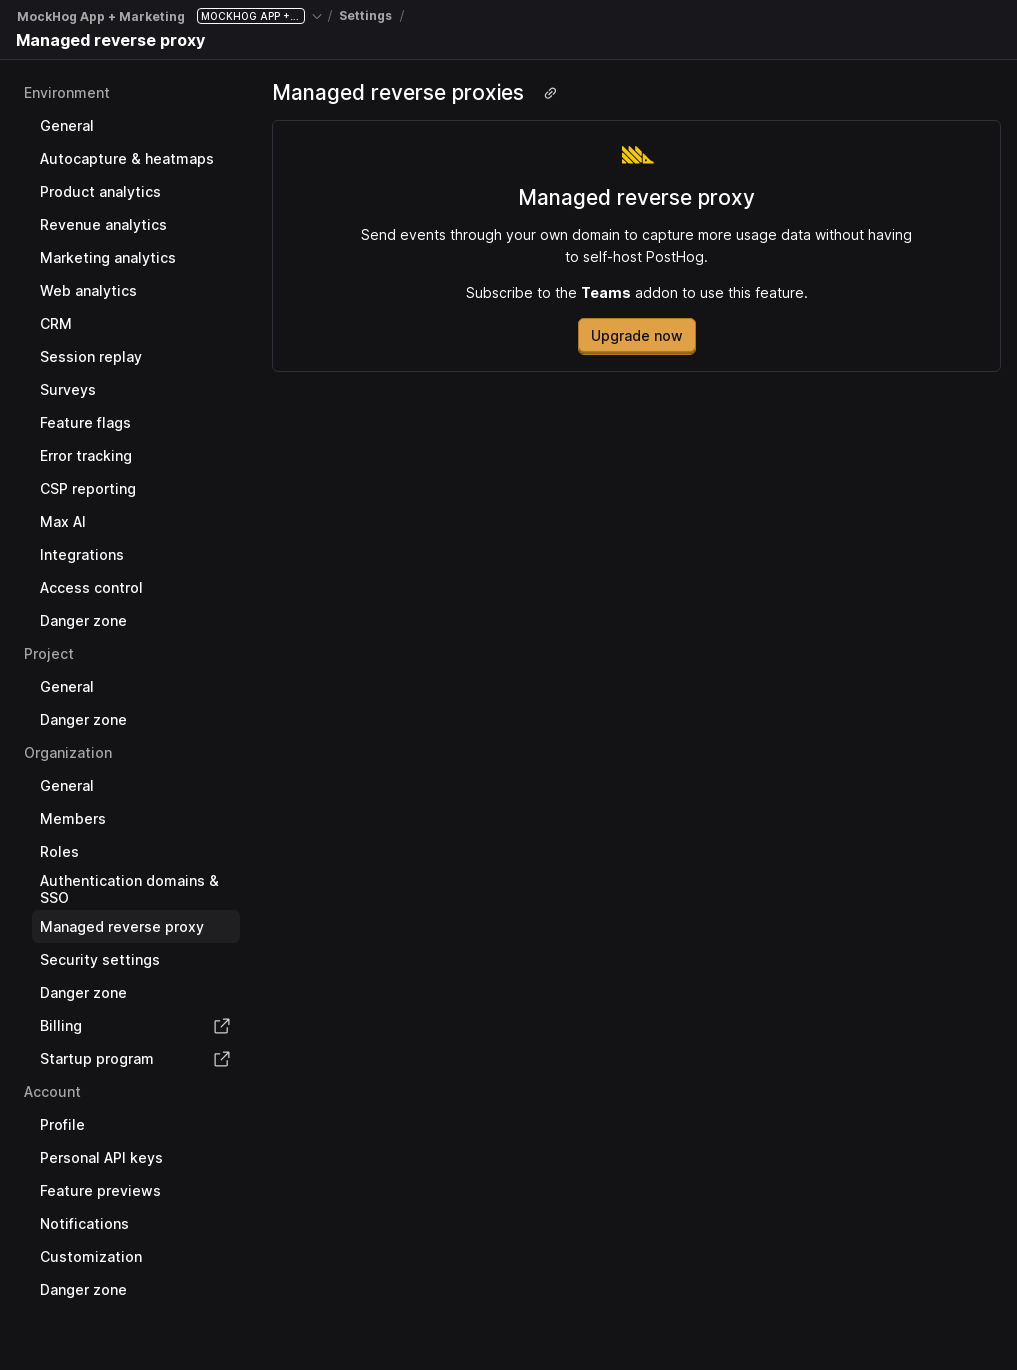 MockHog App + Marketing MOCKHOG APP +... / Settings /
Managed reverse proxy
Environment
General
Autocapture & heatmaps
Product analytics
Revenue analytics
Marketing analytics
Web analytics
CRM
Session replay
Surveys
Feature flags
Error tracking
CSP reporting
Max AI
Integrations
Access control
Danger zone
Project
General
Danger zone
Organization
General
Members
Roles
Authentication domains &
SSO
Managed reverse proxy
Security settings
Danger zone
Billing
Startup program
Account
Profile
Personal API keys
Feature previews
Notifications
Customization
Danger zone
Managed reverse proxies
Managed reverse proxy
Send events through your own domain to capture more usage data without having
to self-host PostHog.
Subscribe to the Teams addon to use this feature.
Upgrade now